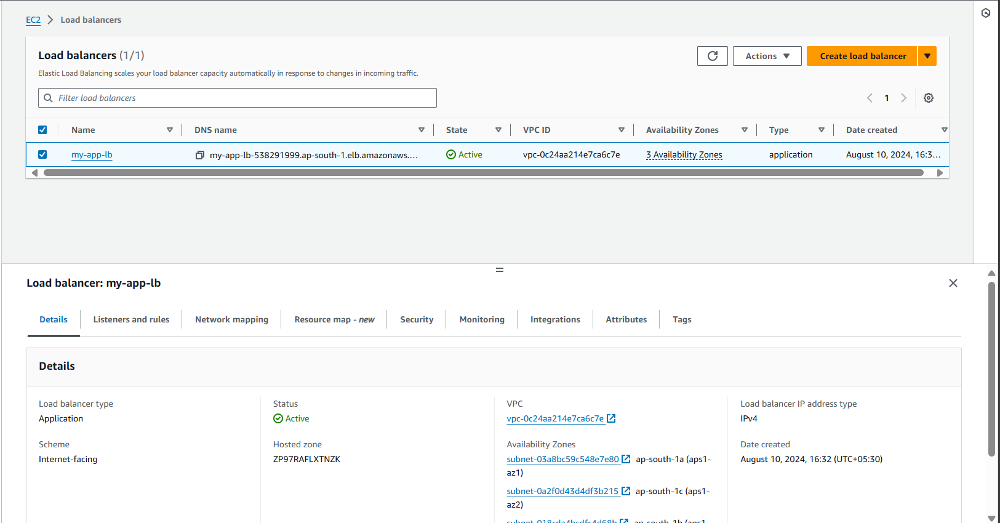 EC2 Load balancers
Load balancers (1/1)
Actions
Create load balancer
Elastic Load Balancing scales your load balancer capacity automatically in response to changes in incoming traffic.
Filter load balancers
1
Name DNS name State VPC ID Availability Zones Type Date created
my-app-lb my-app-lb-538291999.ap-south-1.elb.amazonaws.... Active vpc-0c24aa214e7ca6c7e 3 Availability Zones application August 10, 2024, 16:3...
Load balancer: my-app-lb
Details Listeners and rules Network mapping Resource map - new Security Monitoring Integrations Attributes Tags
Details
Load balancer type
Application
Scheme
Internet-facing
Status
Active
Hosted zone
ZP97RAFLXTNZK
VPC
vpc-0c24aa214e7ca6c7e
Availability Zones
subnet-03a8bc59c548e7e80 ap-south-1a (aps1-
az1)
subnet-0a2f0d43d4df3b215 ap-south-1c (aps1-
az2)
ap-south-1b (aps1-
Load balancer IP address type
IPv4
Date created
August 10, 2024, 16:32 (UTC+05:30)